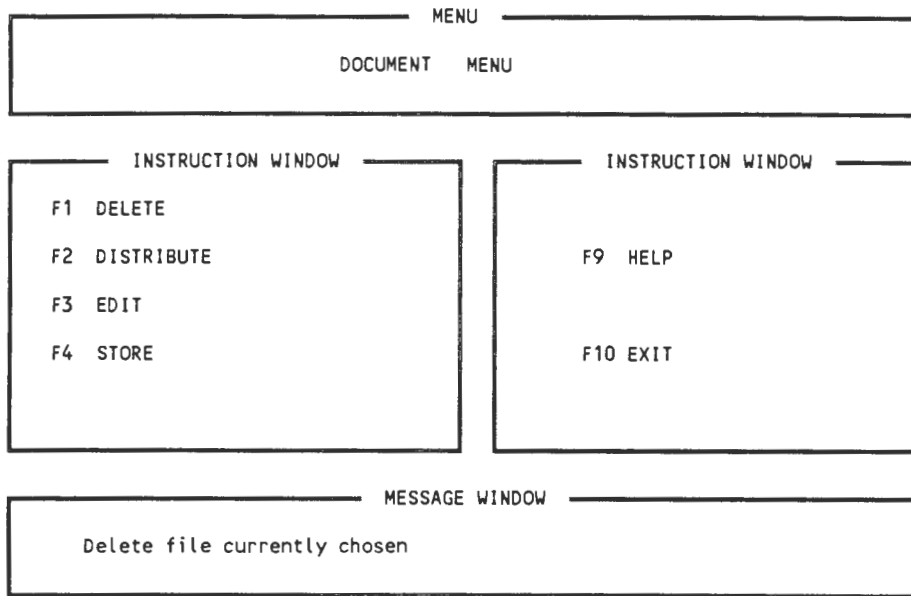 MENU
DOCUMENT MENU
INSTRUCTION WINDOW
F1 DELETE
F2 DISTRIBUTE
F3 EDIT
F4 STORE
INSTRUCTION WINDOW
F9 HELP
F10 EXIT
MESSAGE WINDOW
Delete file currently chosen